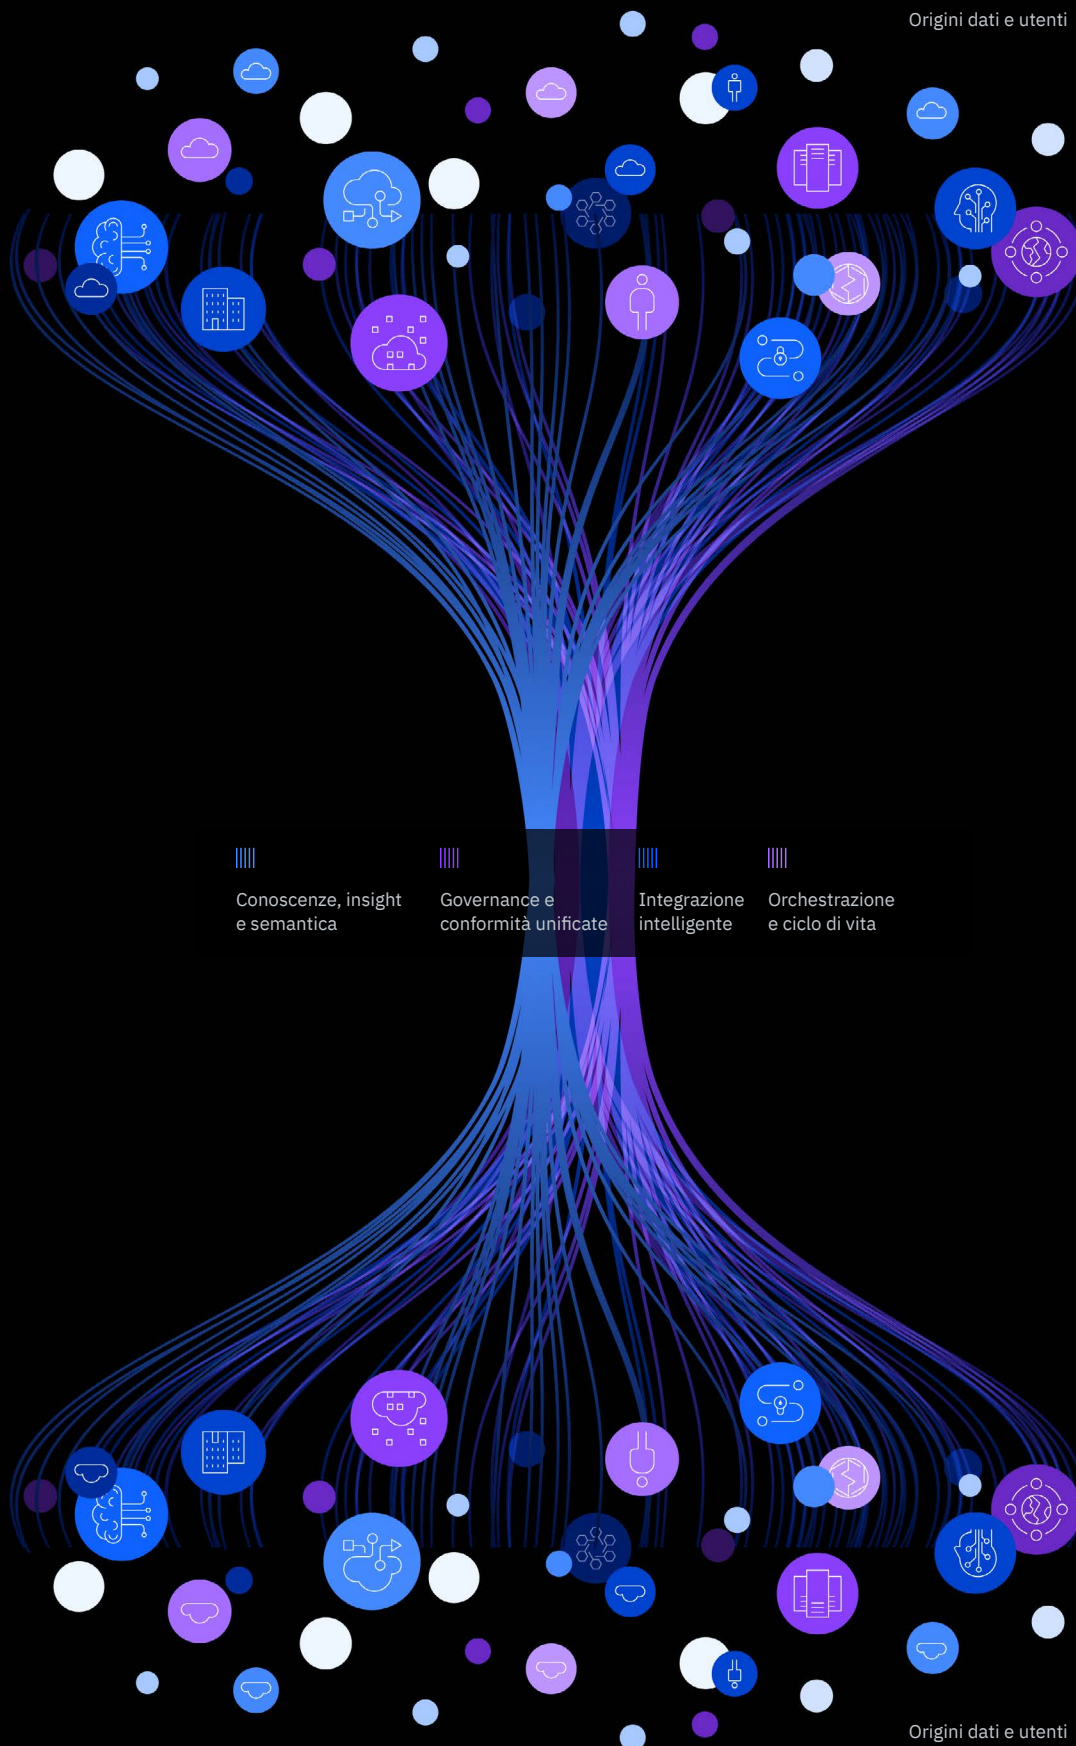 Origini dati e utenti
Conoscenze, insight
e semantica
Governance e
conformità unificate
Integrazione
intelligente
Orchestrazione
e ciclo di vita
Origini dati e utenti